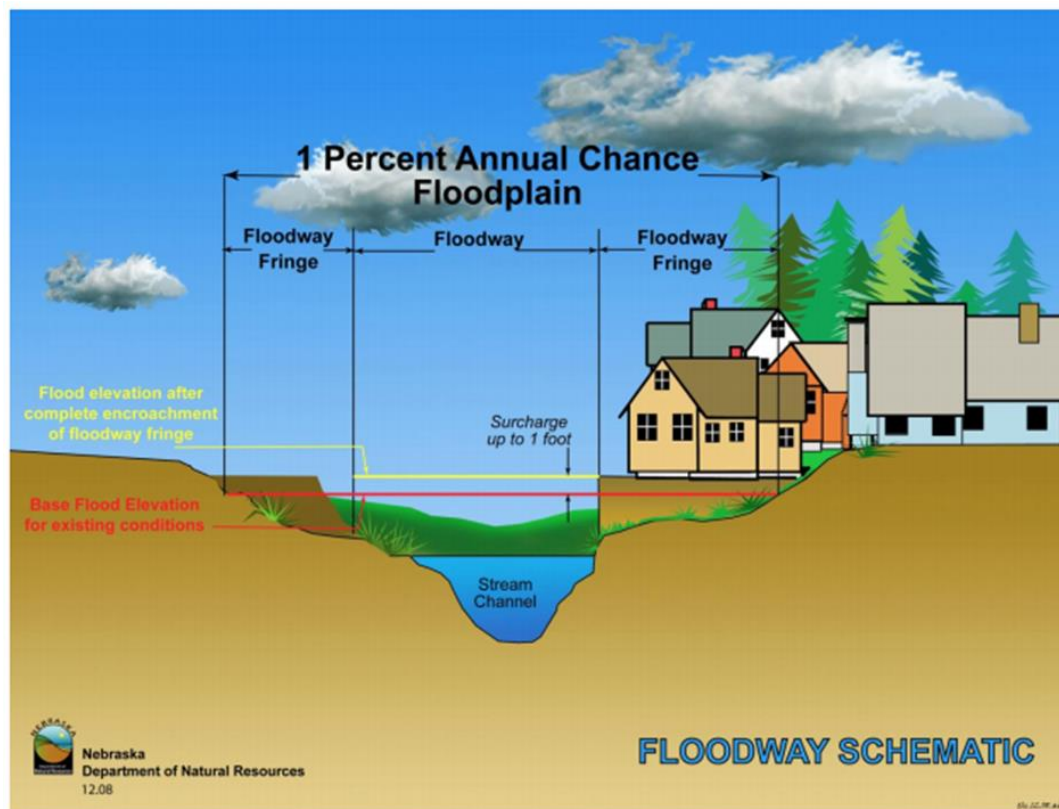 1 Percent Annual Chance
Floodplain
Floodway
Fringe
Floodway
Floodway
Fringe
Flood elevation after
complete encroachment
of floodway fringe
Surcharge
up to 1 foot
Base Flood Elevation
for existing conditions
Stream
Channel
NEBRASKA
Nebraska
Department of Natural Resources
12.08
FLOODWAY SCHEMATIC